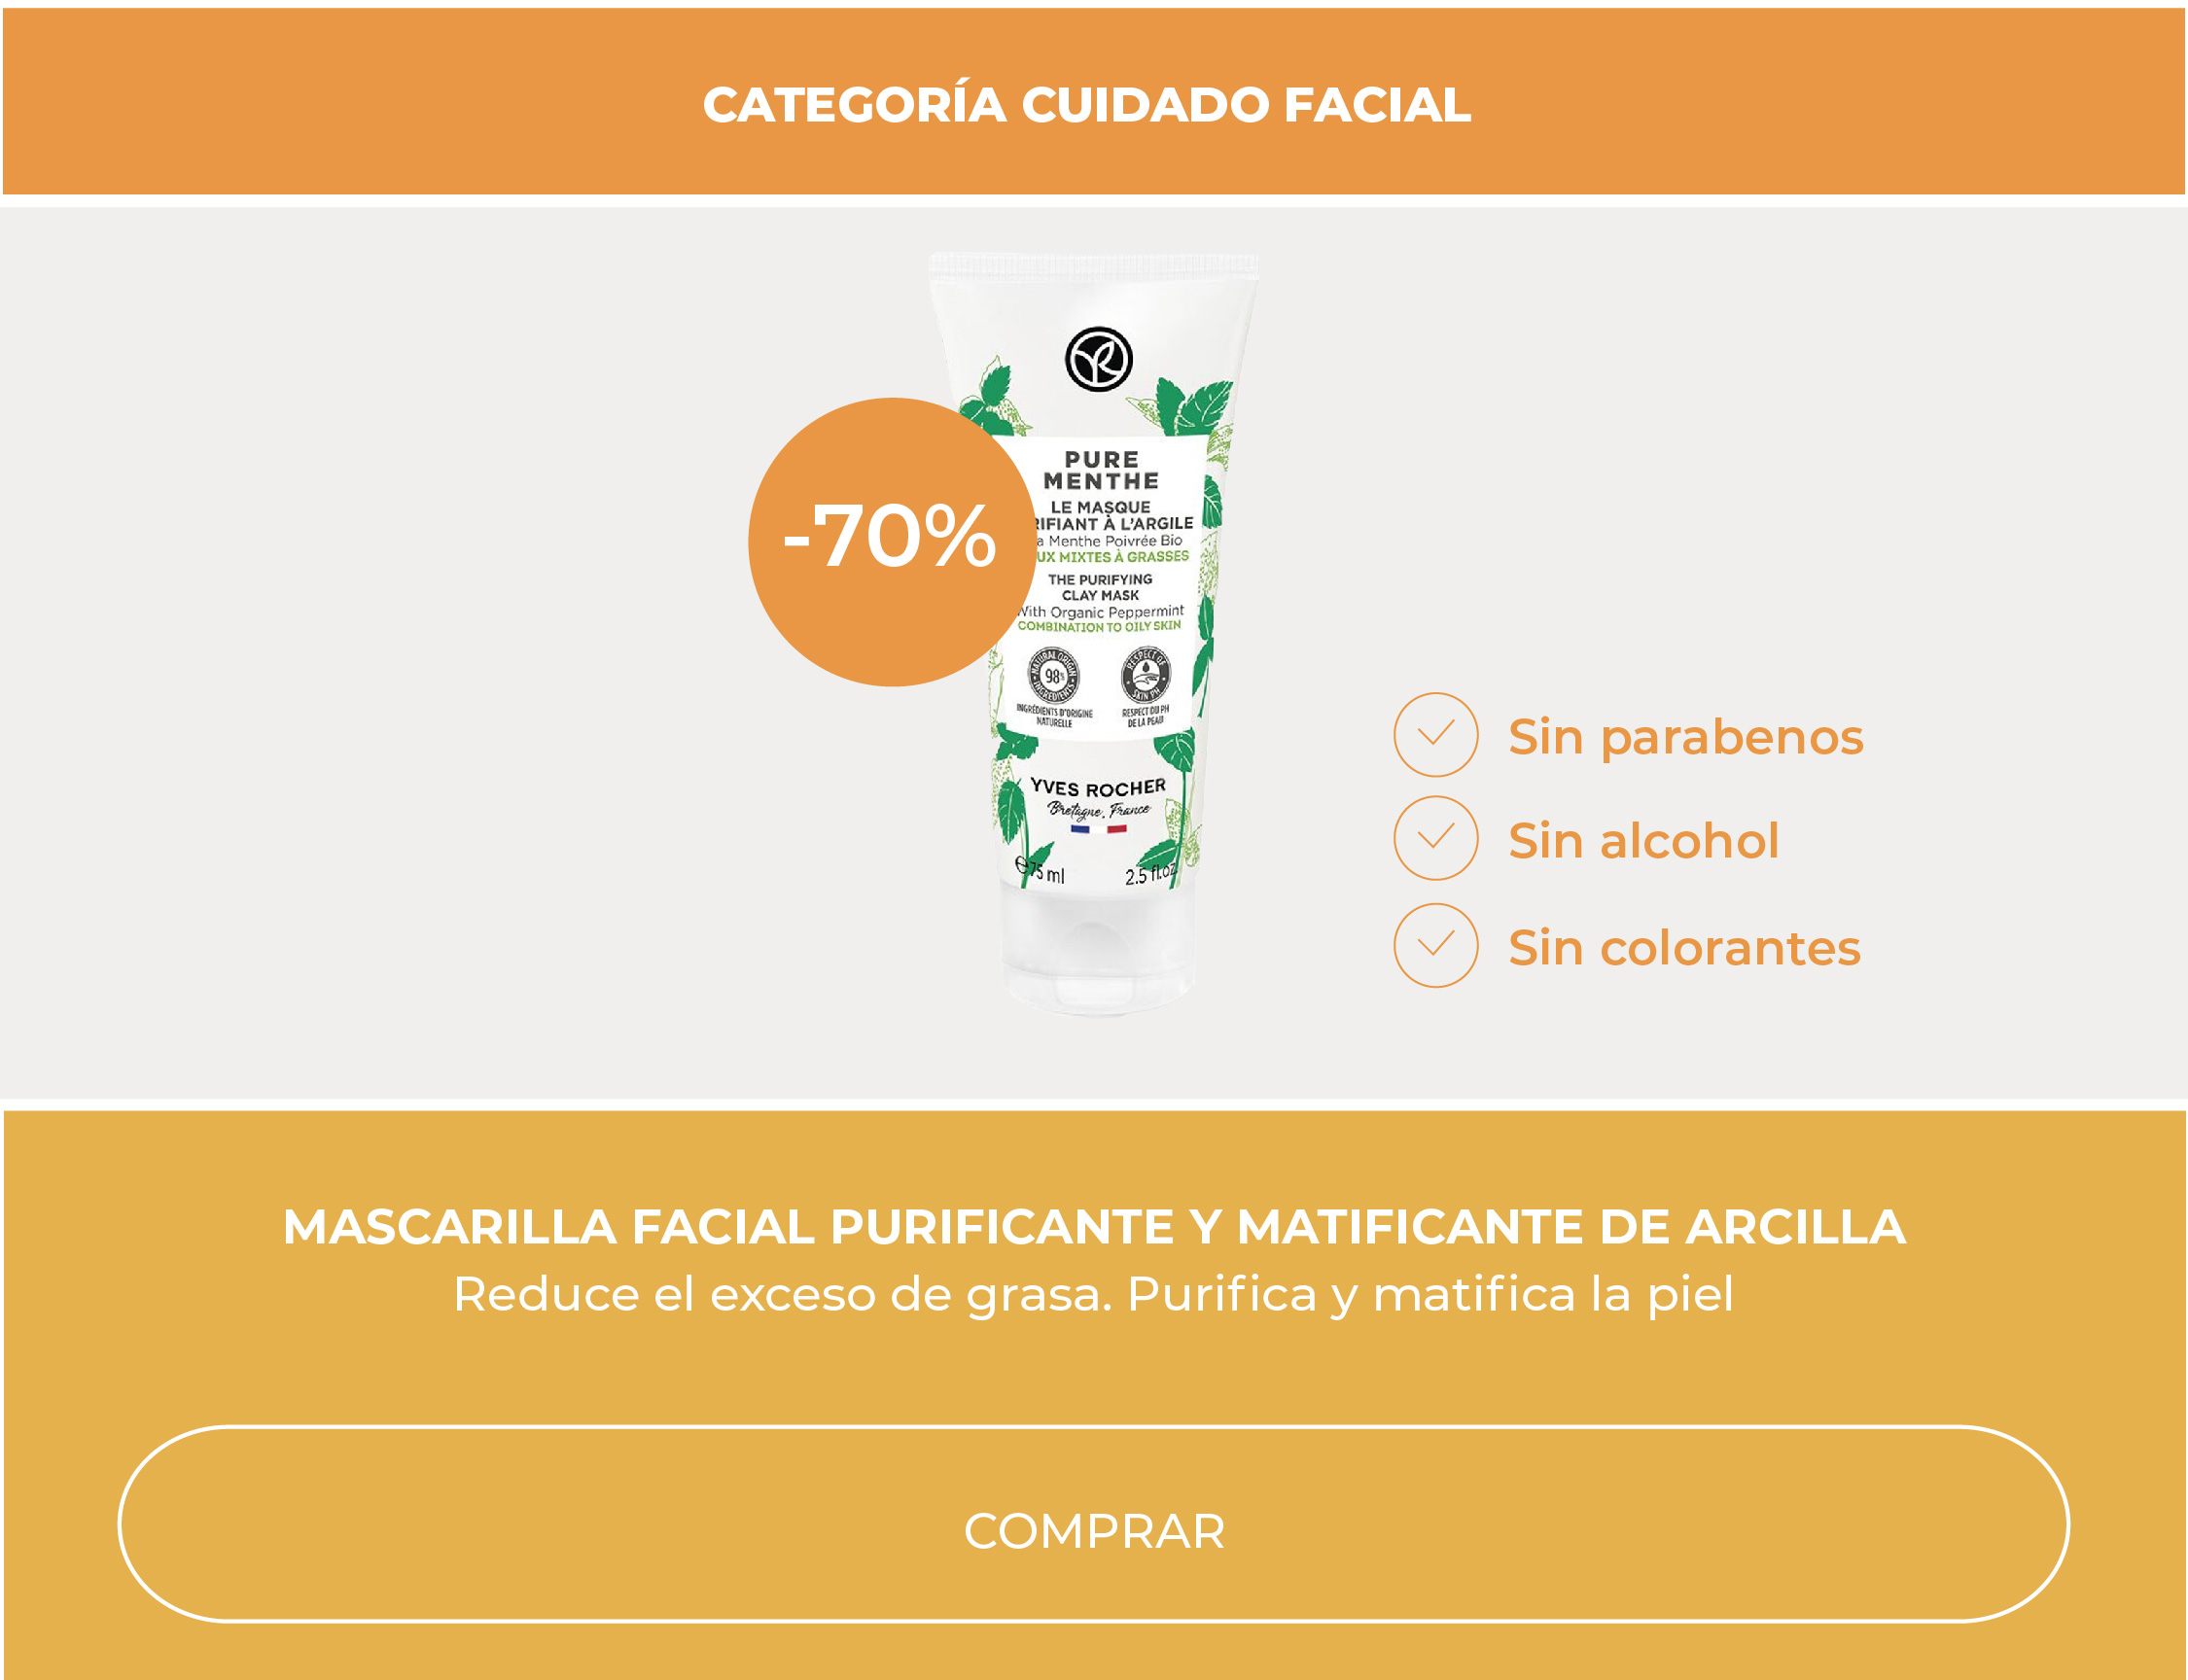 CATEGORÍA CUIDADO FACIAL
-70%
PURE
MENTHE
LE MASQUE
RIFIANT À L'ARGILE
a Menthe Poivrée Bio
UX MIXTES À GRASSES
THE PURIFYING
CLAY MASK
With Organic Peppermint
COMBINATION TO OILY SKIN
NATURAL ORIGIN
98%
INGREDIENTS
RESPECT OF
SKIN PH
INGRÉDIENTS D'ORIGINE
NATURELLE
RESPECT DU PH
DE LA PEAU
YVES ROCHER
Bretagne, France
℮ 75 ml
2.5 fl.oz.
Sin parabenos
Sin alcohol
Sin colorantes
MASCARILLA FACIAL PURIFICANTE Y MATIFICANTE DE ARCILLA
Reduce el exceso de grasa. Purifica y matifica la piel
COMPRAR